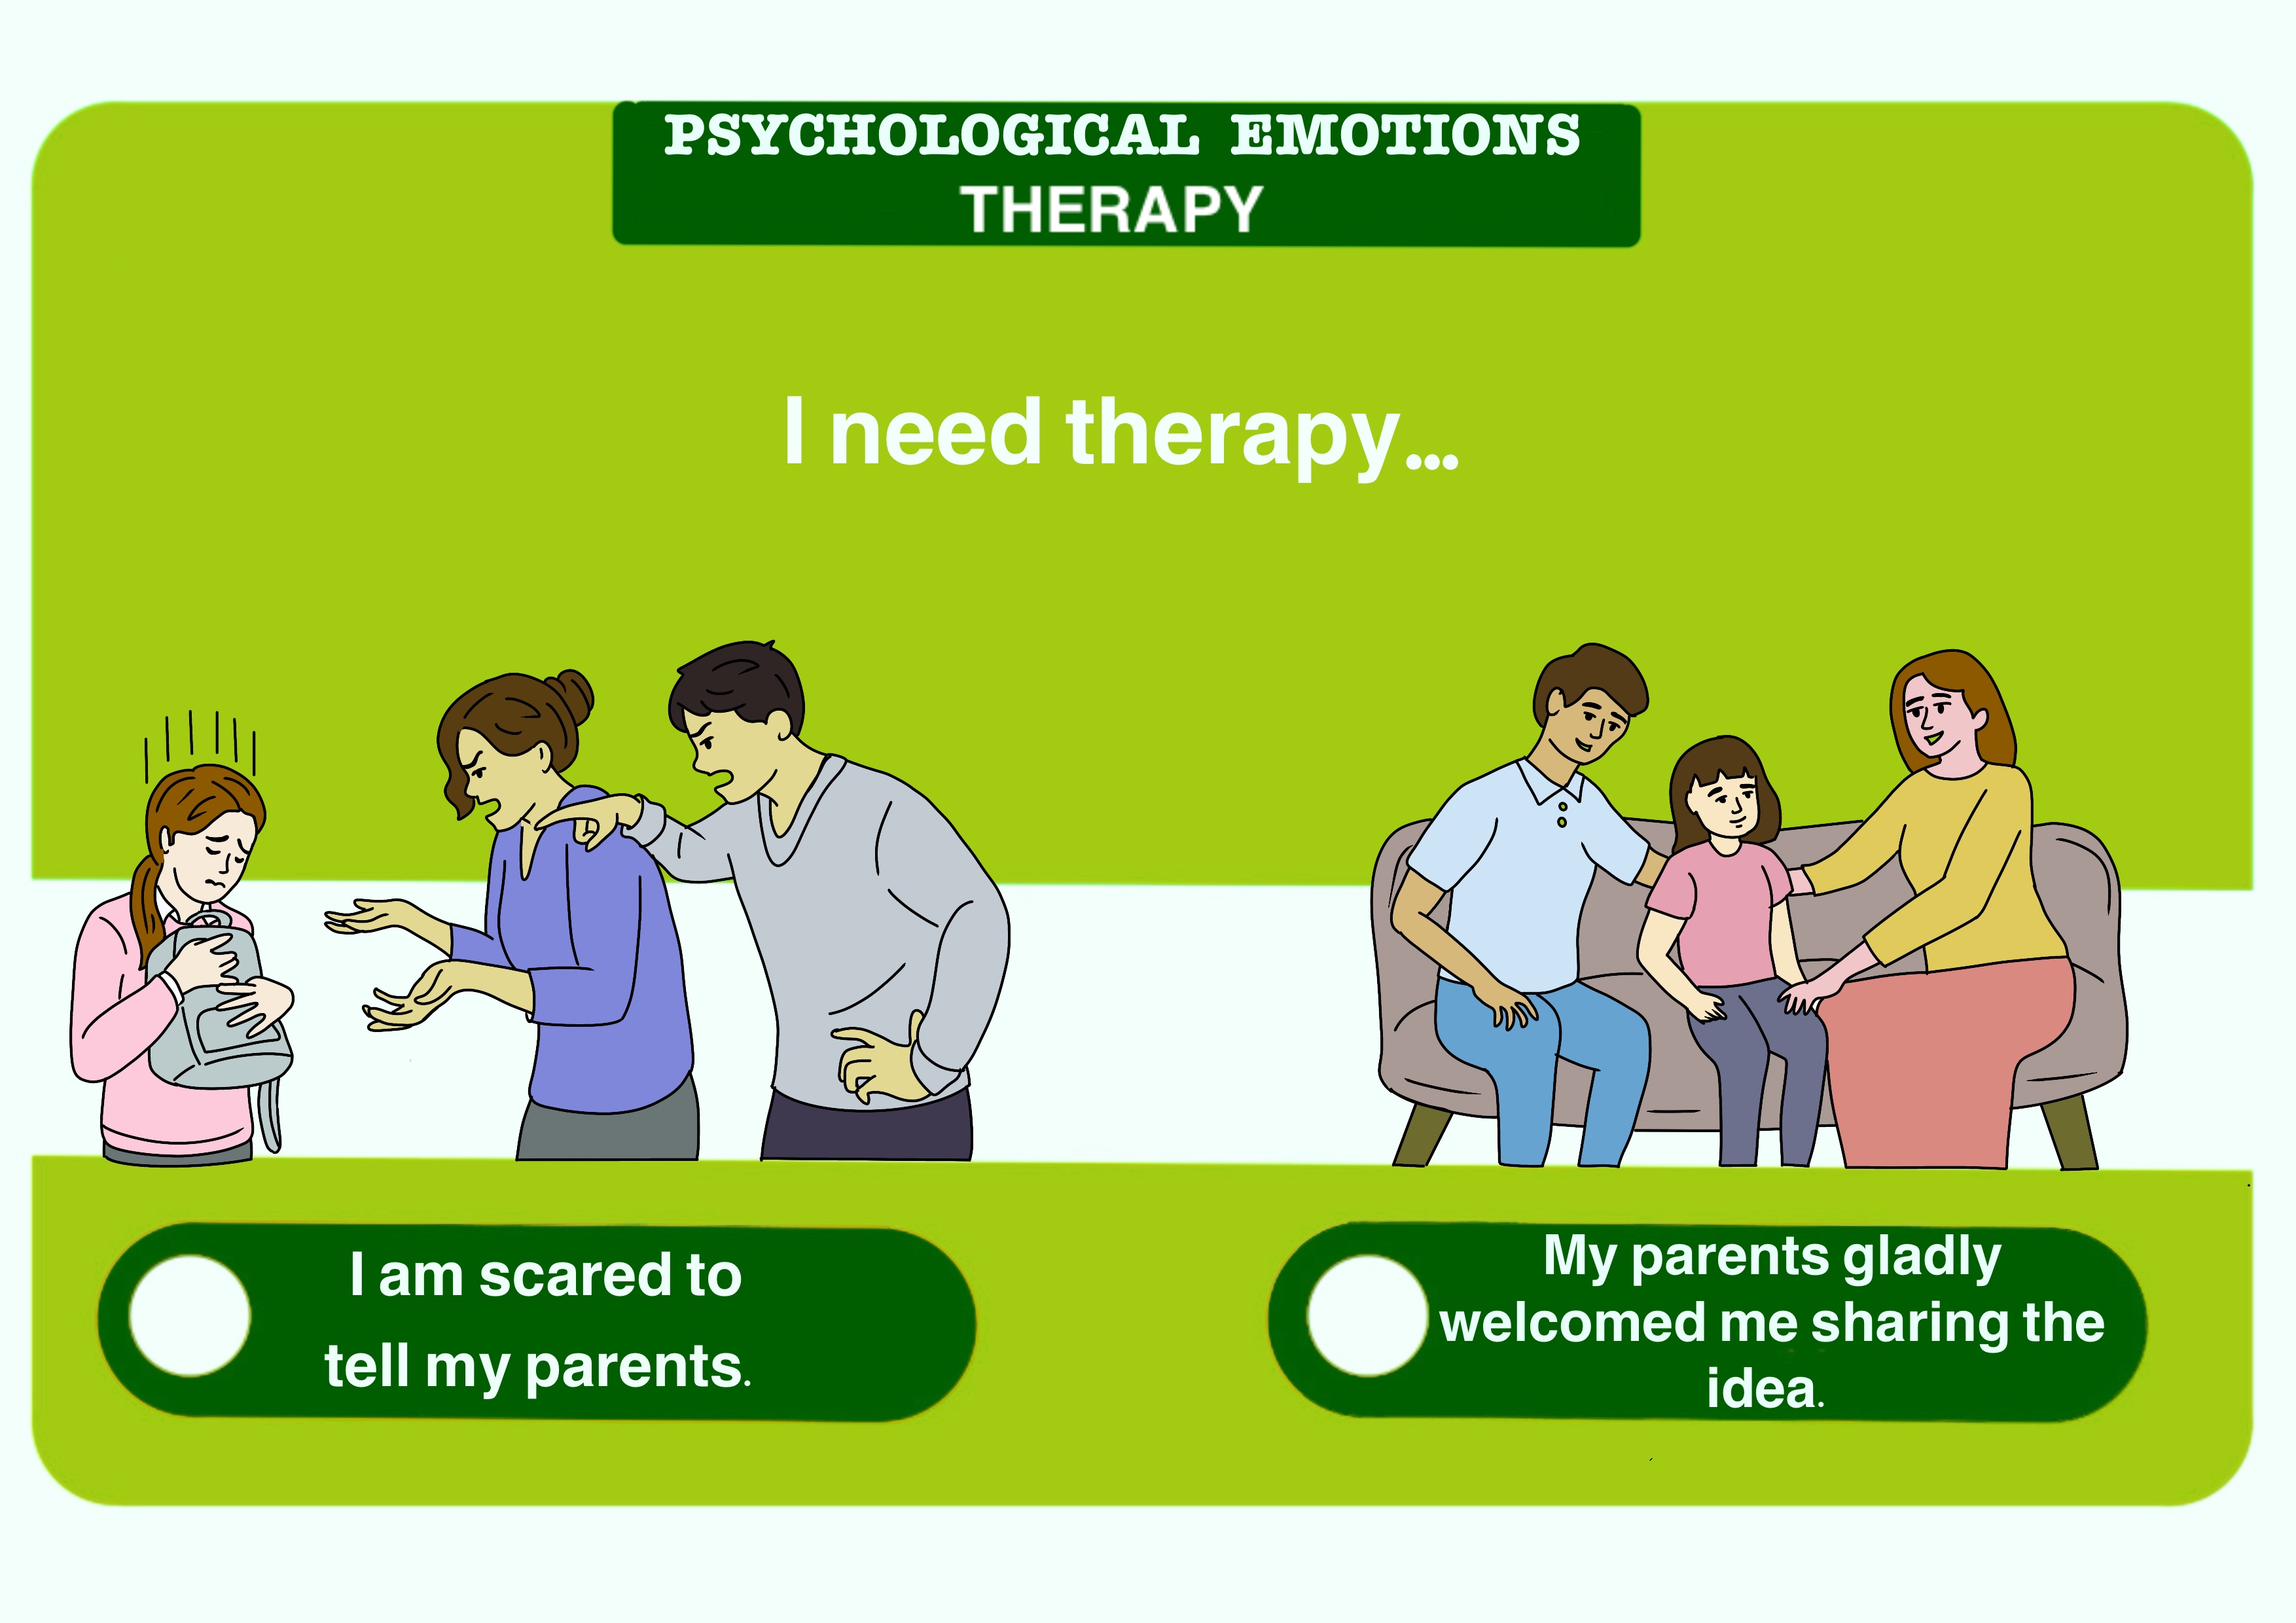 PSYCHOLOGICAL EMOTIONS
THERAPY
I need therapy...
I am scared to
tell my parents.
My parents gladly
welcomed me sharing the
idea.